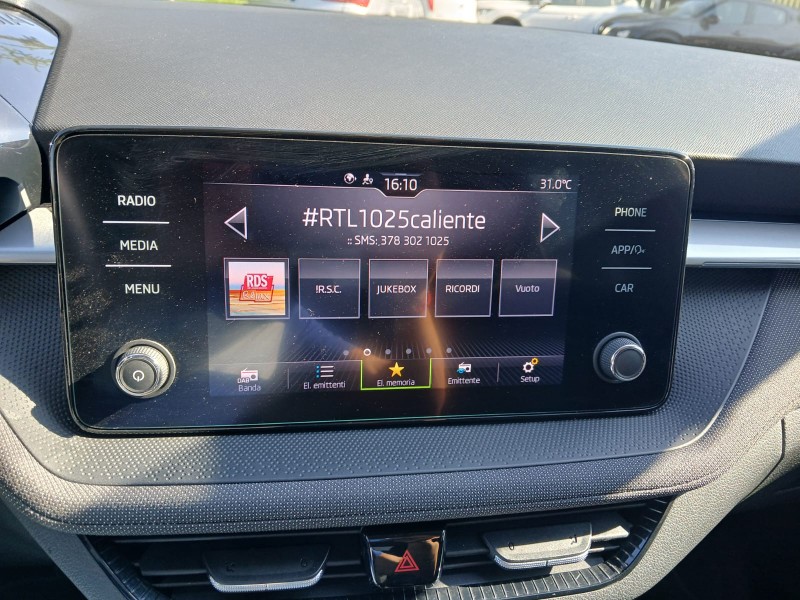 RADIO
MEDIA
MENU
16:10
31.0°C
#RTL1025caliente
:: SMS: 378 302 1025
RDS
!R.S.C.
JUKEBOX
RICORDI
Vuoto
DAB
Banda
El. emittenti
El. memoria
Emittente
Setup
PHONE
APP/
CAR